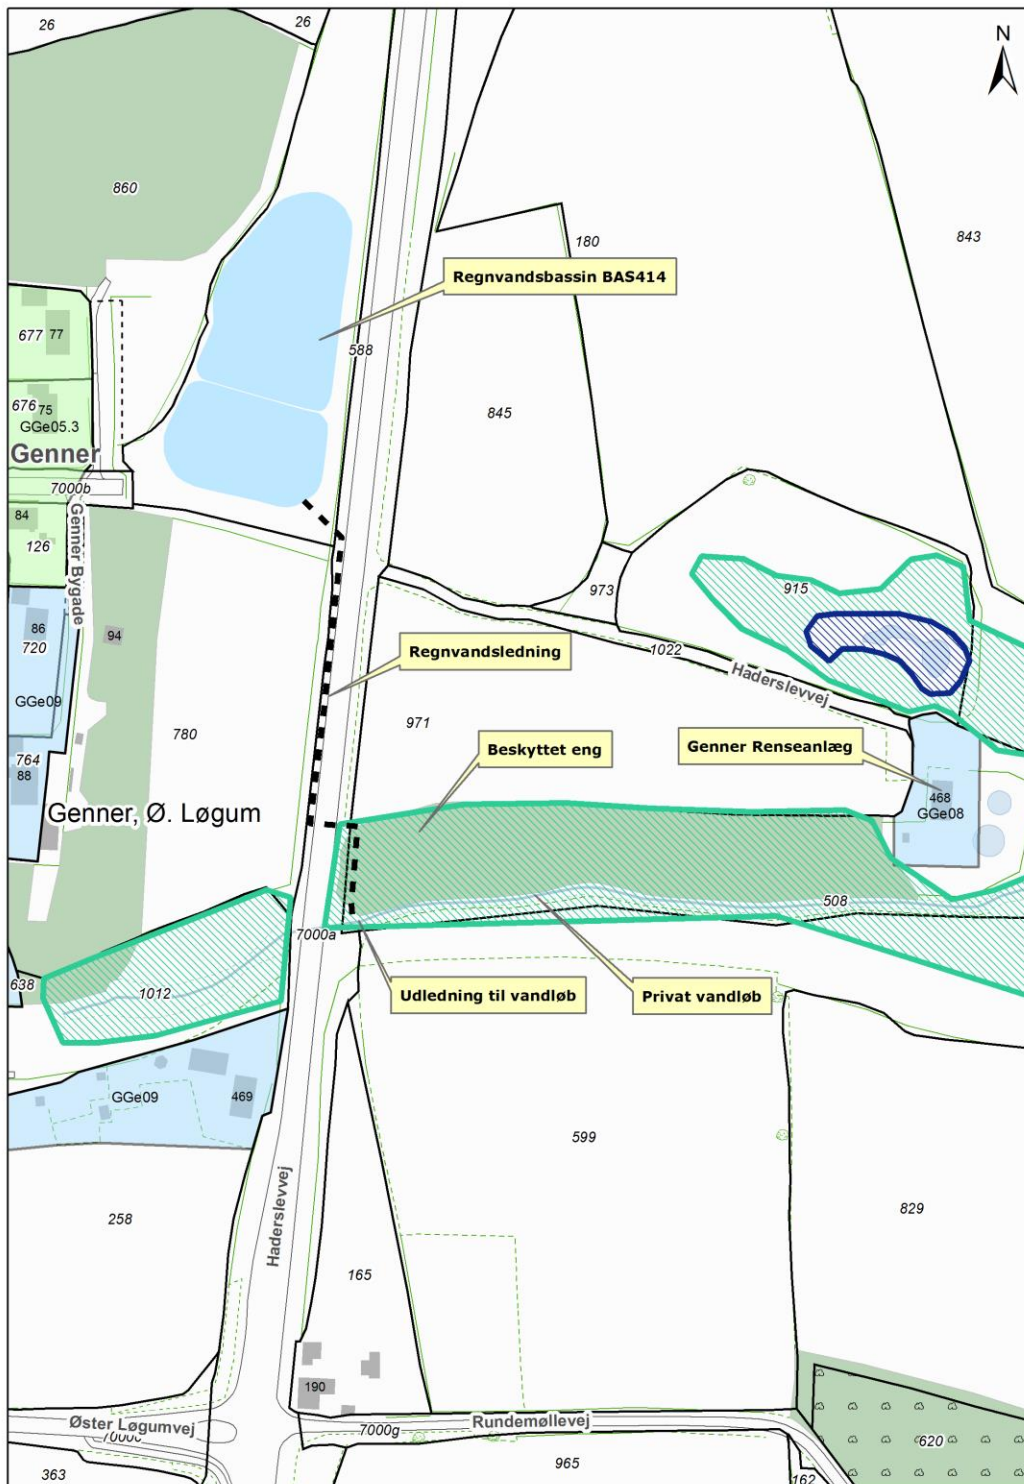 26
26
N
860
180
843
Regnvandsbassin BAS414
677
77
588
676
75
GGe05.3
845
Genner
7000b
84
126
Genner Bygade
973
915
86
720
94
Regnvandsledning
1022
Haderslevvej
GGe09
971
780
Beskyttet eng
Genner Renseanlæg
764
88
468
GGe08
Genner, Ø. Løgum
508
7000a
638
1012
Udledning til vandløb
Privat vandløb
GGe09
469
599
258
829
Haderslevvej
165
190
Øster Løgumvej
7000g
Rundemøllevej
620
363
965
162